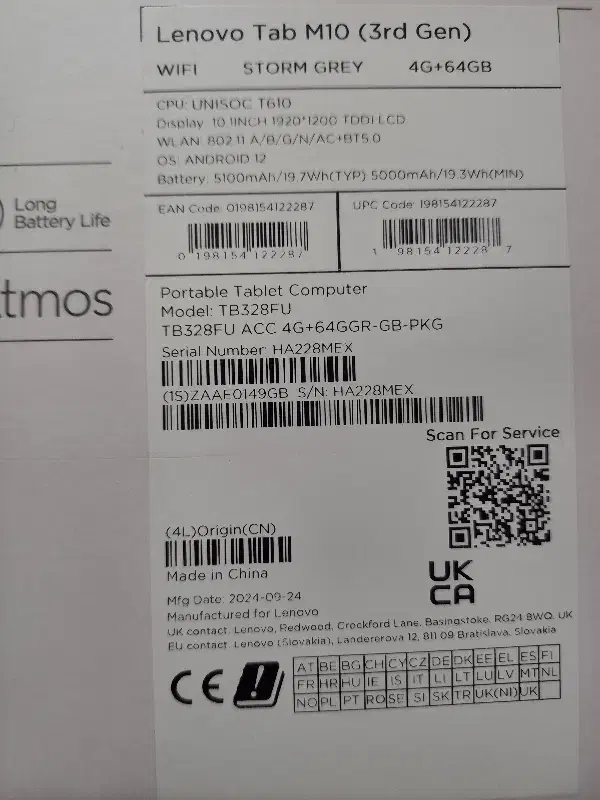 Lenovo Tab M10 (3rd Gen)
WIFI STORM GREY 4G+64GB
CPU: UNISOC T610
Display: 10.1INCH 1920*1200 TDDI LCD
WLAN: 802.11 A/B/G/N/AC+BT5.0
OS: ANDROID 12
Battery: 5100mAh/19.7Wh(TYP) 5000mAh/19.3Wh(MIN)
Long
Battery Life
EAN Code: 0198154122287
0 198154 122287
UPC Code: 198154122287
1 98154 12228 7
tmos
Portable Tablet Computer
Model: TB328FU
TB328FU ACC 4G+64GGR-GB-PKG
Serial Number: HA228MEX
(1S)ZAAF0149GB S/N: HA228MEX
Scan For Service
(4L)Origin(CN)
Made in China
UK
CA
Mfg Date: 2024-09-24
Manufactured for Lenovo
UK contact: Lenovo, Redwood, Crockford Lane, Basingstoke, RG24 8WQ, UK
EU contact: Lenovo (Slovakia), Landererova 12, 811 09 Bratislava, Slovakia
CE
AT BE BG CH CY CZ DE DK EE EL ES FI
FR HR HU IE IS IT LI LT LU LV MT NL
NO PL PT RO SE SI SK TR UK(NI) UK